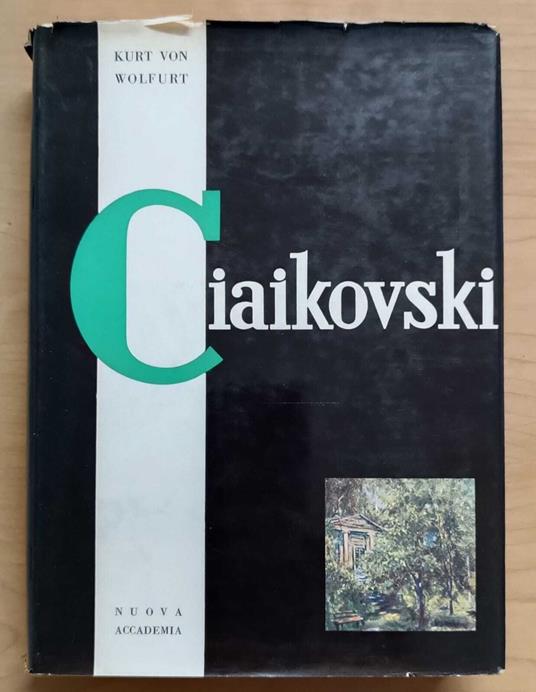 KURT VON
WOLFURT
Ciaikovski
NUOVA
ACCADEMIA